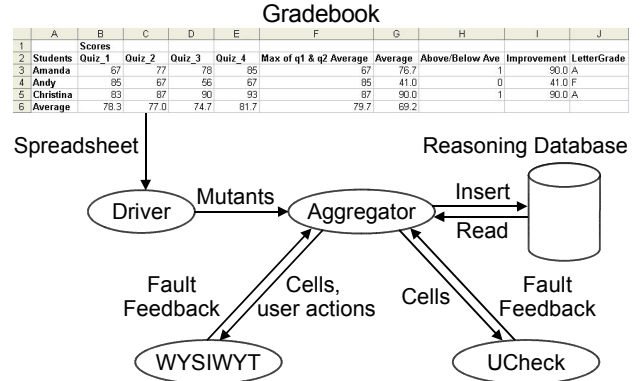 Gradebook
A B C D E F G H I J
1 Scores
2 Students Quiz_1 Quiz_2 Quiz_3 Quiz_4 Max of q1 & q2 Average Average Above/Below Ave Improvement LetterGrade
3 Amanda 67 77 78 85 67 76.7 1 90.0 A
4 Andy 85 67 56 67 85 41.0 0 41.0 F
5 Christina 83 87 90 93 87 90.0 1 90.0 A
6 Average 78.3 77.0 74.7 81.7 79.7 69.2
Spreadsheet
Reasoning Database
Driver
Mutants
Aggregator
Insert
Read
Fault
Feedback
Cells,
user actions
Cells
Fault
Feedback
WYSIWYT
UCheck